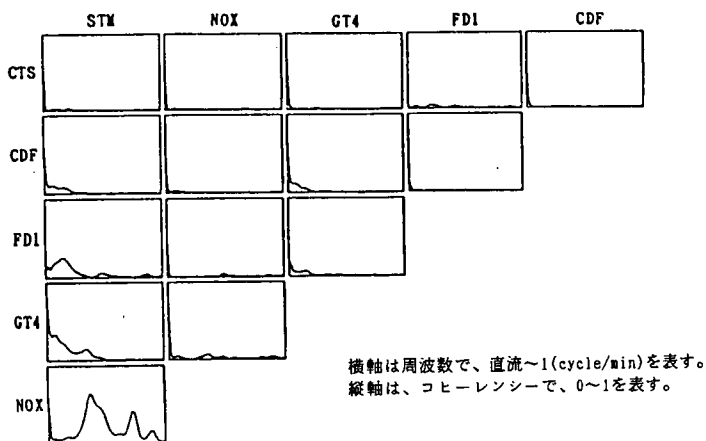 STM NOX GT4 FD1 CDF
CTS
CDF
FD1
GT4
NOX
横軸は周波数で、直流～1(cycle/min)を表す。
縦軸は、コヒーレンシーで、0～1を表す。